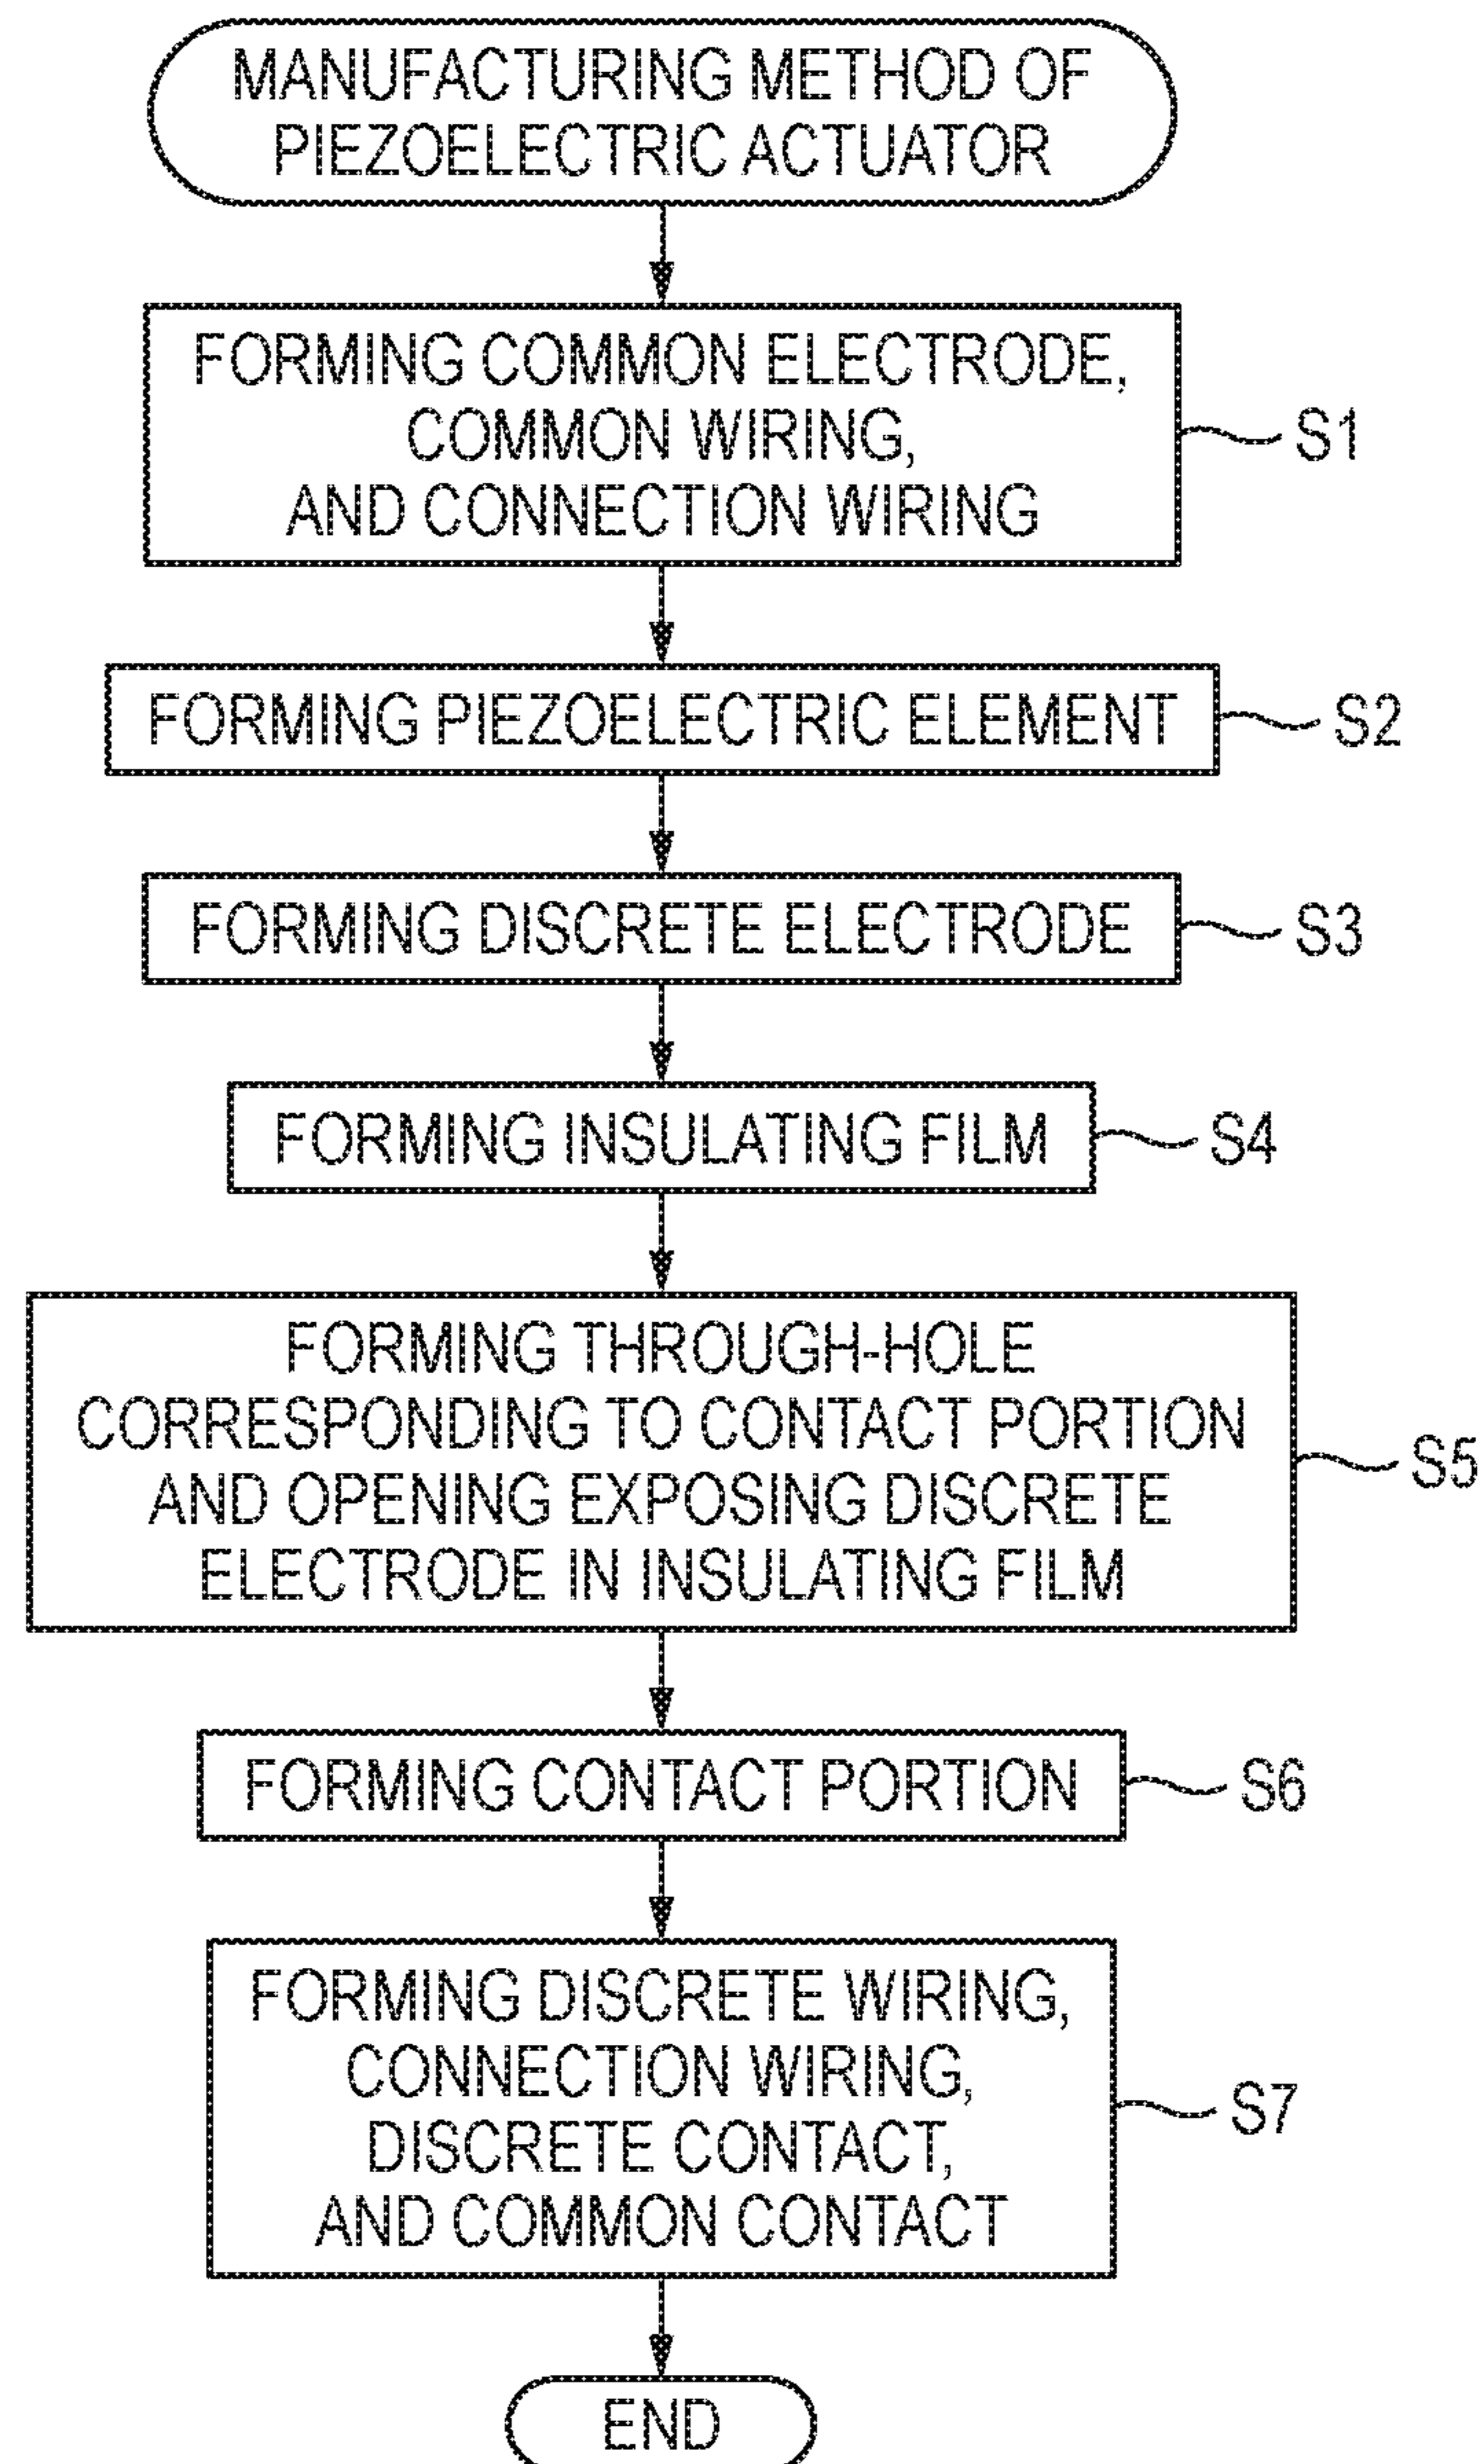 MANUFACTURING METHOD OF
PIEZOELECTRIC ACTUATOR
FORMING COMMON ELECTRODE,
COMMON WIRING,
AND CONNECTION WIRING
S1
FORMING PIEZOELECTRIC ELEMENT
S2
FORMING DISCRETE ELECTRODE
S3
FORMING INSULATING FILM
S4
FORMING THROUGH-HOLE
CORRESPONDING TO CONTACT PORTION
AND OPENING EXPOSING DISCRETE
ELECTRODE IN INSULATING FILM
S5
FORMING CONTACT PORTION
S6
FORMING DISCRETE WIRING,
CONNECTION WIRING,
DISCRETE CONTACT,
AND COMMON CONTACT
S7
END